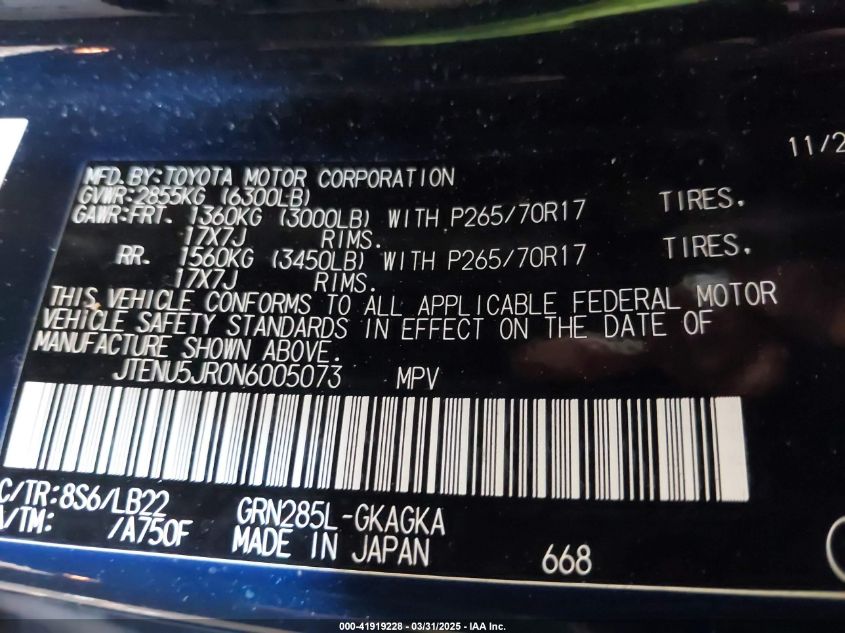 11/2
MFD.BY:TOYOTA MOTOR CORPORATION
GVWR:2855KG (6300LB)
GAWR:FRT. 1360KG (3000LB) WITH P265/70R17 TIRES.
17X7J RIMS.
RR. 1560KG (3450LB) WITH P265/70R17 TIRES.
17X7J RIMS.
THIS VEHICLE CONFORMS TO ALL APPLICABLE FEDERAL MOTOR
VEHICLE SAFETY STANDARDS IN EFFECT ON THE DATE OF
MANUFACTURE SHOWN ABOVE.
JTENU5JR0N6005073 MPV
C/TR:8S6/LB22 GRN285L-GKAGKA
A/TM: /A750F MADE IN JAPAN 668
000-41919228 - 03/31/2025 - IAA Inc.